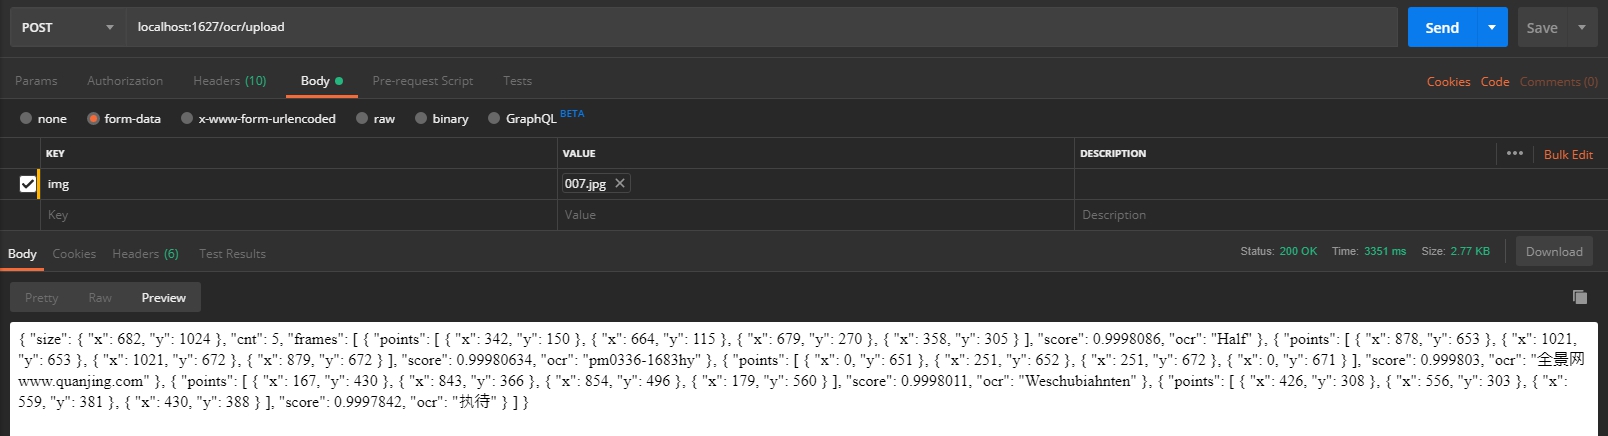 POST localhost:1627/ocr/upload Send Save
Params Authorization Headers (10) Body Pre-request Script Tests Cookies Code Comments (0)
none form-data x-www-form-urlencoded raw binary GraphQL BETA
KEY VALUE DESCRIPTION ••• Bulk Edit
img 007.jpg ✕
Key Value Description
Body Cookies Headers (6) Test Results Status: 200 OK Time: 3351 ms Size: 2.77 KB Download
Pretty Raw Preview
{ "size": { "x": 682, "y": 1024 }, "cnt": 5, "frames": [ { "points": [ { "x": 342, "y": 150 }, { "x": 664, "y": 115 }, { "x": 679, "y": 270 }, { "x": 358, "y": 305 } ], "score": 0.9998086, "ocr": "Half" }, { "points": [ { "x": 878, "y": 653 }, { "x": 1021,
"y": 653 }, { "x": 1021, "y": 672 }, { "x": 879, "y": 672 } ], "score": 0.99980634, "ocr": "pm0336-1683hy" }, { "points": [ { "x": 0, "y": 651 }, { "x": 251, "y": 652 }, { "x": 251, "y": 672 }, { "x": 0, "y": 671 } ], "score": 0.999803, "ocr": "全景网
www.quanjing.com" }, { "points": [ { "x": 167, "y": 430 }, { "x": 843, "y": 366 }, { "x": 854, "y": 496 }, { "x": 179, "y": 560 } ], "score": 0.9998011, "ocr": "Weschubiahnten" }, { "points": [ { "x": 426, "y": 308 }, { "x": 556, "y": 303 }, { "x":
559, "y": 381 }, { "x": 430, "y": 388 } ], "score": 0.9997842, "ocr": "执待" } ] }